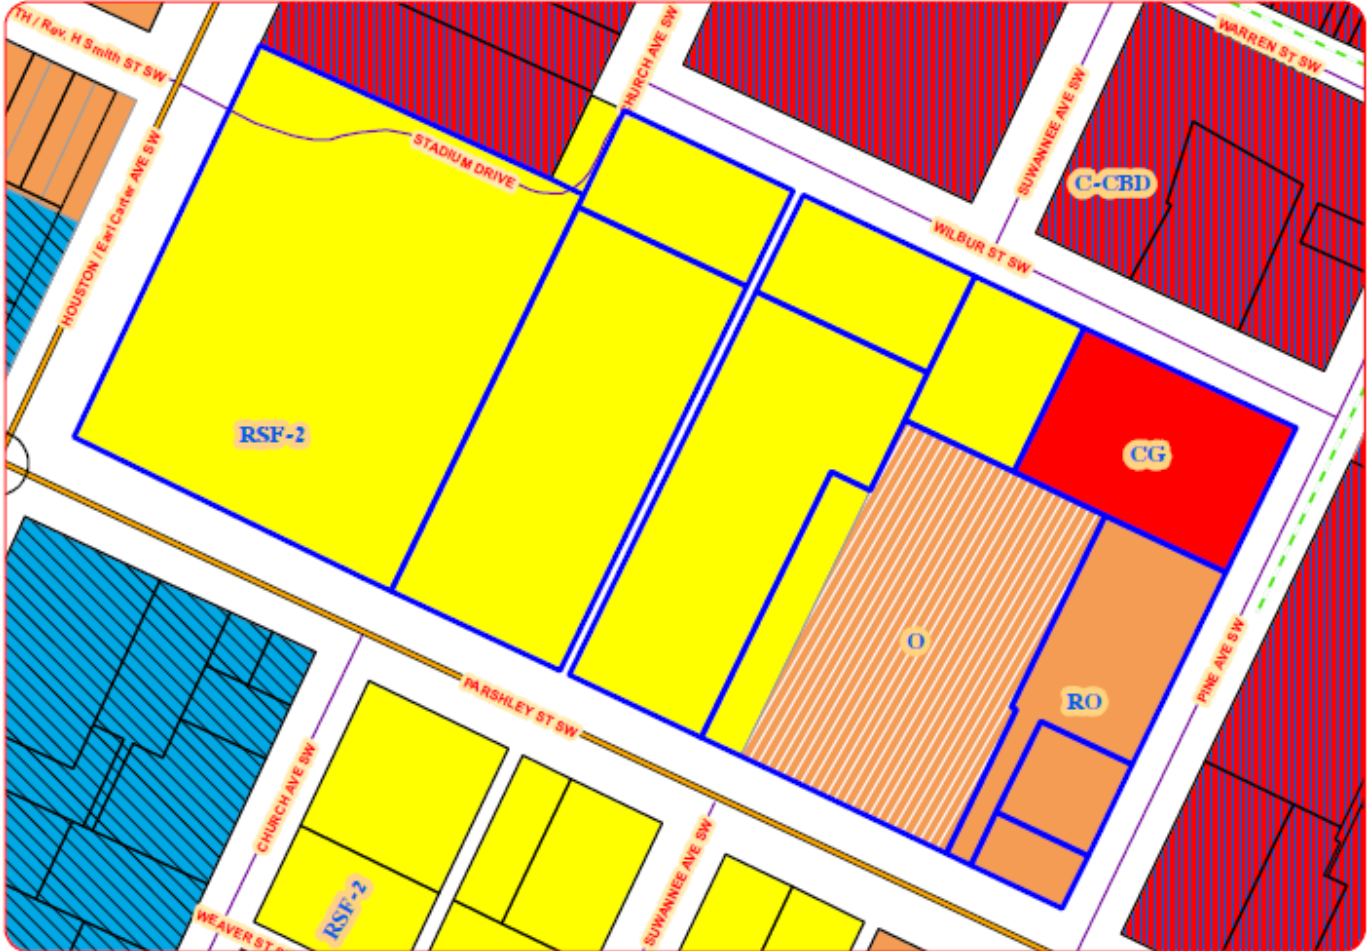 TH / Rev. H Smith ST SW
HURCH AVE SW
WARREN ST SW
SUWANNEE AVE SW
STADIUM DRIVE
C-CBD
HOUSTON / Earl Carter AVE SW
WILBUR ST SW
RSF-2
CG
O
RO
PINE AVE SW
PARSHLEY ST SW
CHURCH AVE SW
SUWANNEE AVE SW
RSF-2
WEAVER ST S